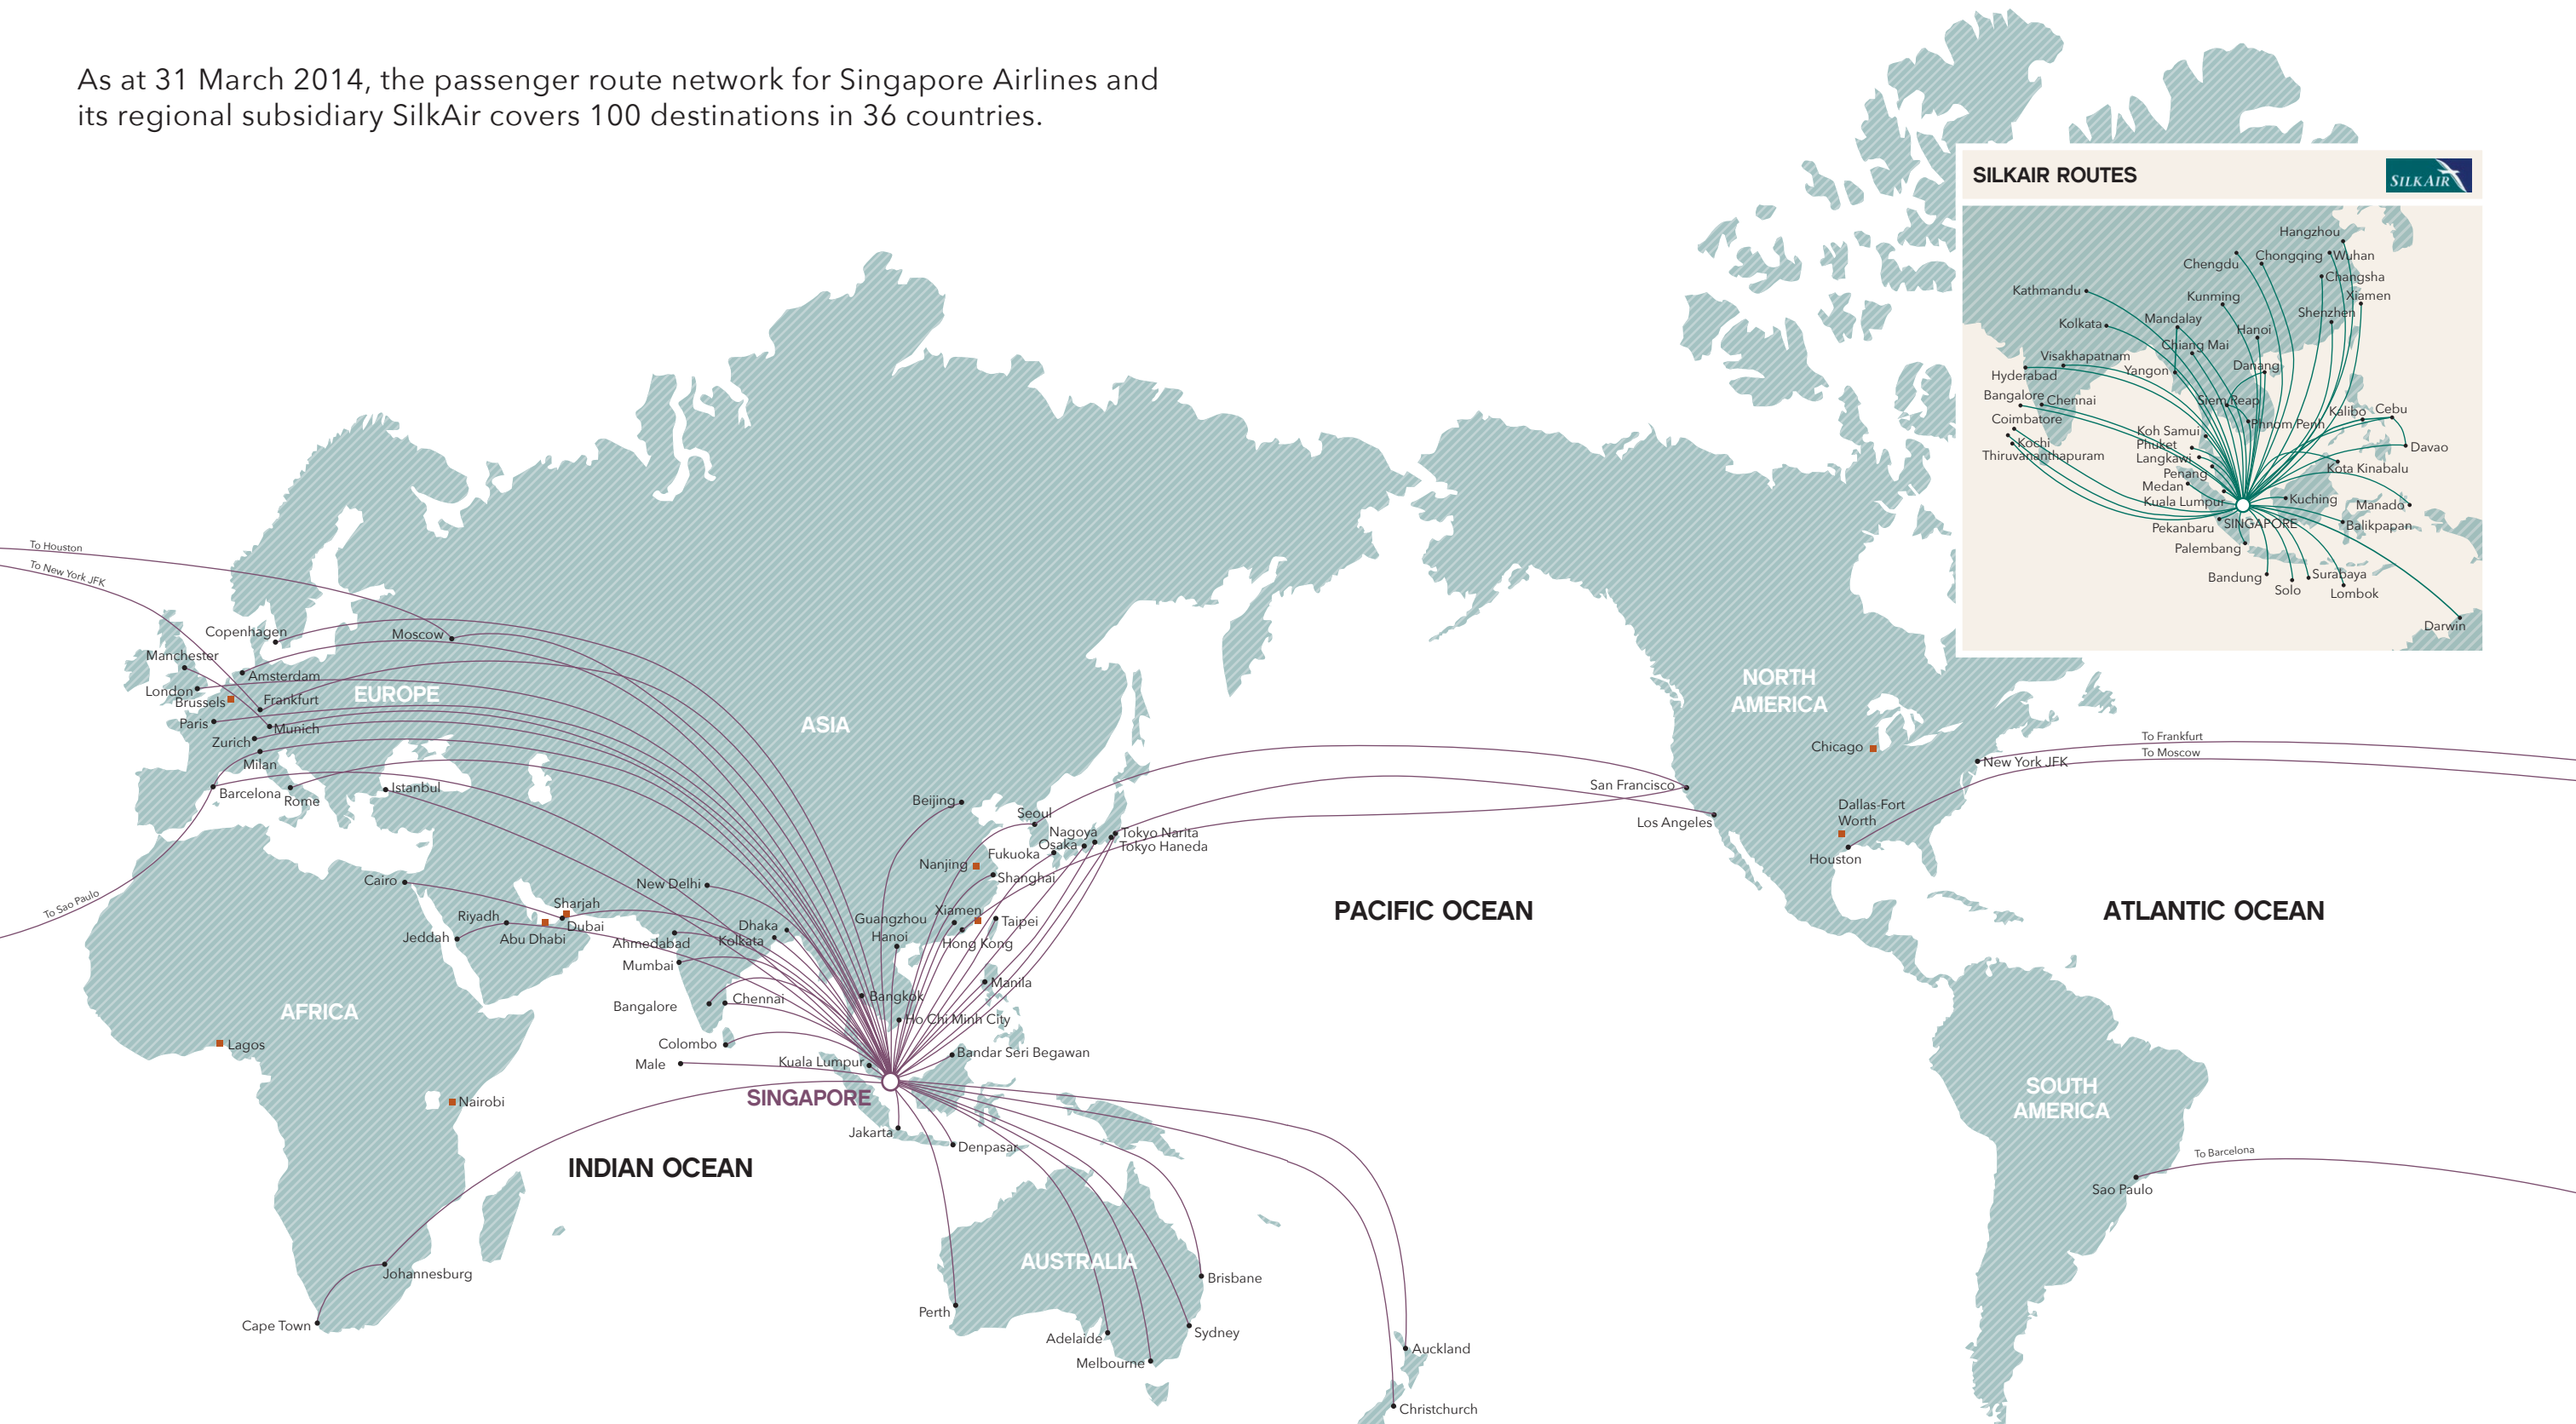 As at 31 March 2014, the passenger route network for Singapore Airlines and
its regional subsidiary SilkAir covers 100 destinations in 36 countries.
SILKAIR ROUTES
SILKAIR
Hangzhou
Chengdu
Chongqing
Wuhan
Changsha
Kathmandu
Kunming
Xiamen
Shenzhen
Kolkata
Mandalay
Hanoi
Chiang Mai
Visakhapatnam
Yangon
Danang
Hyderabad
Bangalore
Chennai
Siem Reap
Kalibo
Cebu
Coimbatore
Phnom Penh
Koh Samui
Kochi
Phuket
Davao
Thiruvananthapuram
Langkawi
Kota Kinabalu
Penang
Medan
Kuala Lumpur
Kuching
Manado
Pekanbaru
SINGAPORE
Balikpapan
Palembang
Bandung
Surabaya
Solo
Lombok
Darwin
To Houston
To New York JFK
Copenhagen
Moscow
Manchester
Amsterdam
London
Brussels
Frankfurt
EUROPE
Paris
Munich
Zurich
Milan
Barcelona
Rome
Istanbul
To Sao Paulo
ASIA
Beijing
Seoul
Nagoya
Tokyo Narita
Osaka
Tokyo Haneda
Fukuoka
Nanjing
Shanghai
Cairo
New Delhi
Sharjah
Riyadh
Dubai
Jeddah
Abu Dhabi
Ahmedabad
Dhaka
Kolkata
Guangzhou
Xiamen
Taipei
Hanoi
Hong Kong
Mumbai
Bangalore
Chennai
Bangkok
Manila
Ho Chi Minh City
Colombo
Male
Kuala Lumpur
Bandar Seri Begawan
SINGAPORE
AFRICA
Lagos
Nairobi
Jakarta
Denpasar
INDIAN OCEAN
Johannesburg
Cape Town
AUSTRALIA
Perth
Brisbane
Adelaide
Sydney
Melbourne
Auckland
Christchurch
PACIFIC OCEAN
NORTH
AMERICA
Chicago
San Francisco
Los Angeles
Dallas-Fort
Worth
Houston
New York JFK
To Frankfurt
To Moscow
ATLANTIC OCEAN
SOUTH
AMERICA
To Barcelona
Sao Paulo